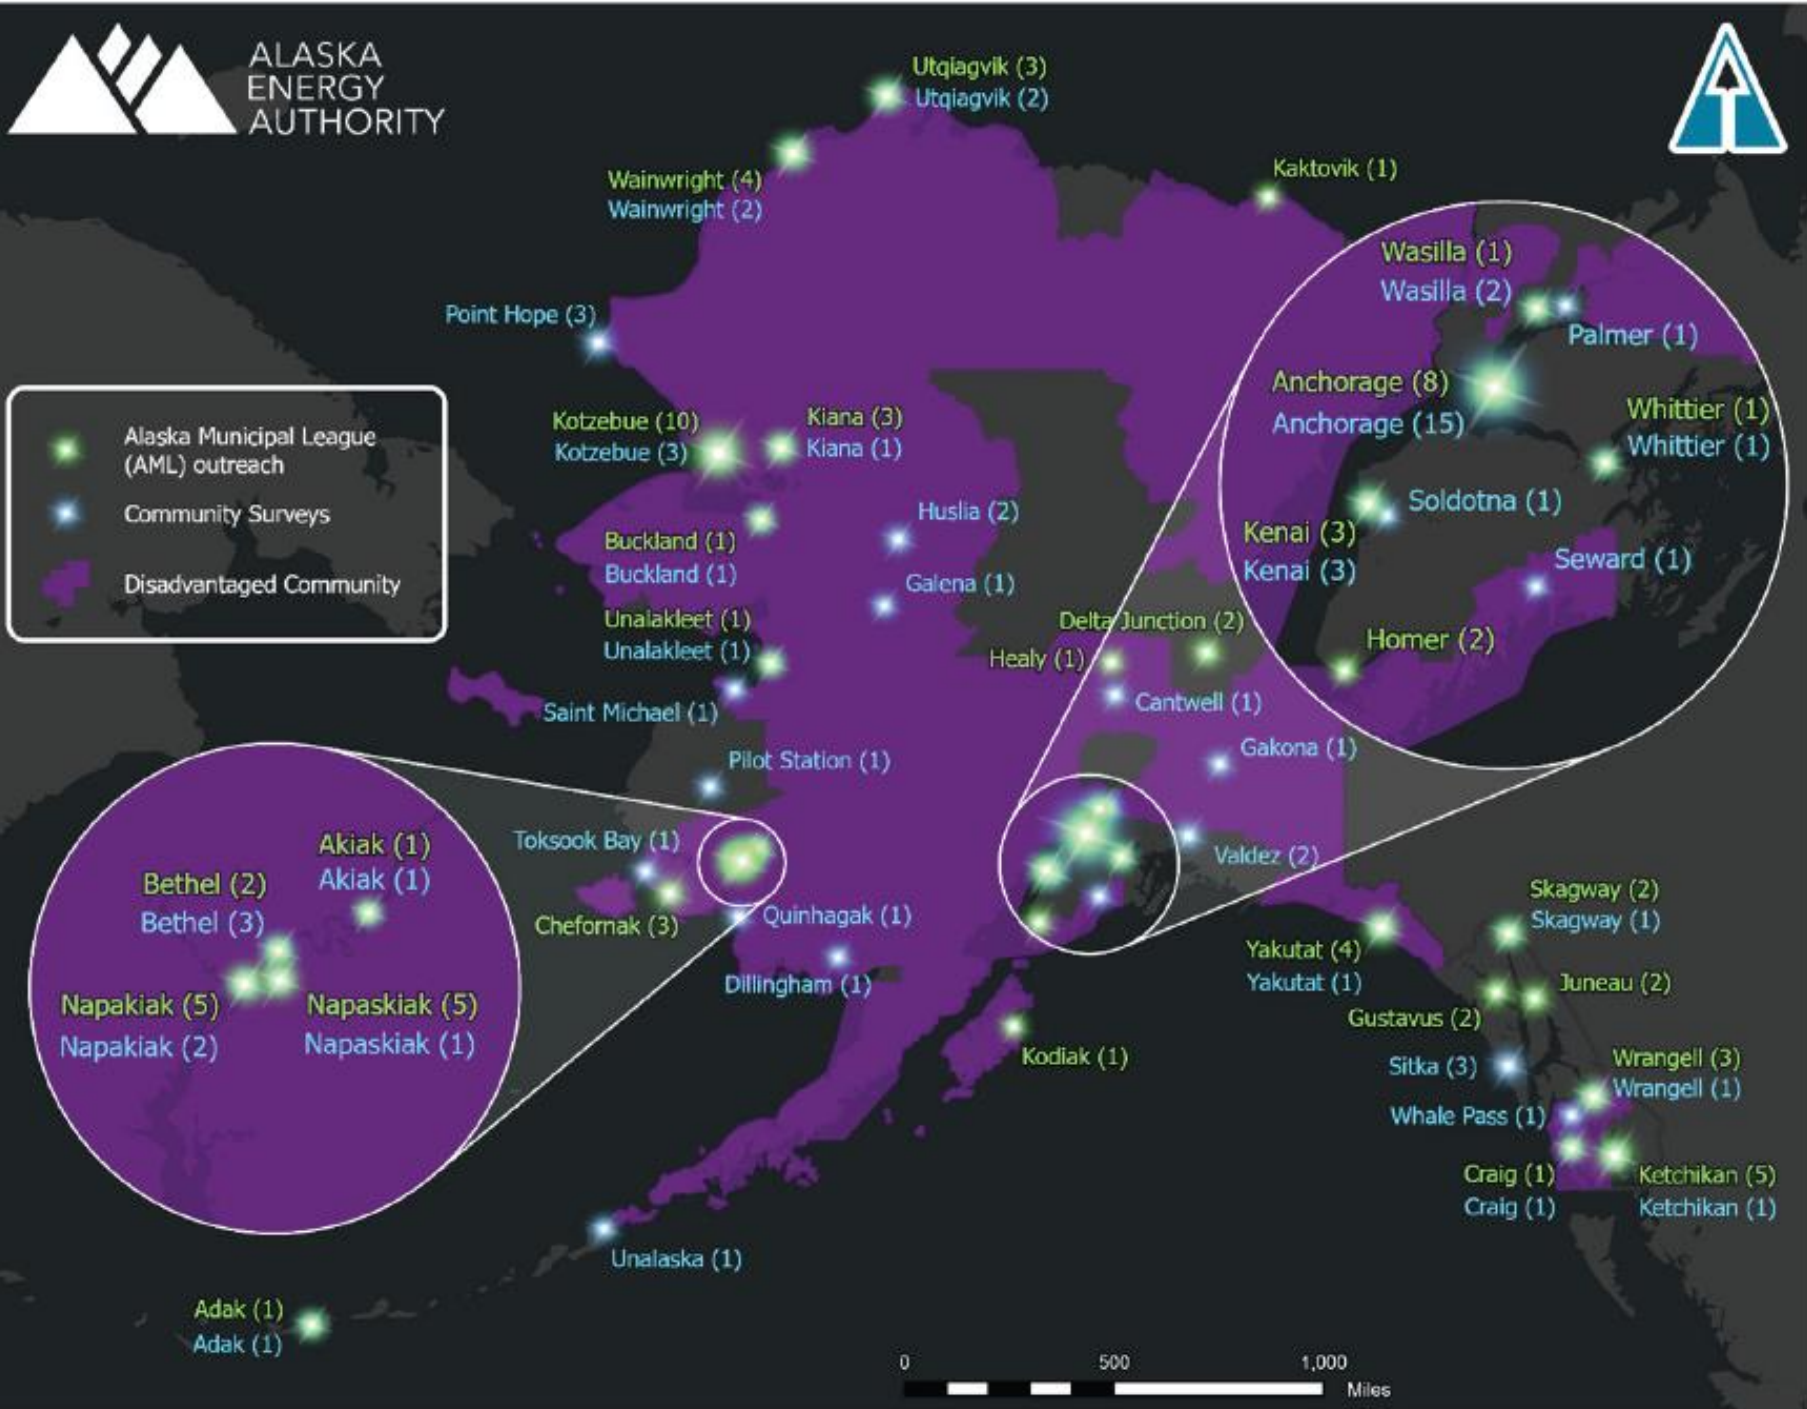 ALASKA
ENERGY
AUTHORITY
Utqiagvik (3)
Utqiagvik (2)
Wainwright (4)
Wainwright (2)
Kaktovik (1)
Point Hope (3)
Wasilla (1)
Wasilla (2)
Palmer (1)
Anchorage (8)
Anchorage (15)
Whittier (1)
Whittier (1)
Soldotna (1)
Kenai (3)
Kenai (3)
Seward (1)
Homer (2)
Alaska Municipal League
(AML) outreach
Community Surveys
Disadvantaged Community
Kotzebue (10)
Kotzebue (3)
Kiana (3)
Kiana (1)
Buckland (1)
Buckland (1)
Huslia (2)
Galena (1)
Unalakleet (1)
Unalakleet (1)
Saint Michael (1)
Delta Junction (2)
Healy (1)
Cantwell (1)
Gakona (1)
Pilot Station (1)
Toksook Bay (1)
Valdez (2)
Chefornak (3)
Quinhagak (1)
Dillingham (1)
Akiak (1)
Akiak (1)
Bethel (2)
Bethel (3)
Napakiak (5)
Napakiak (2)
Napaskiak (5)
Napaskiak (1)
Kodiak (1)
Yakutat (4)
Yakutat (1)
Skagway (2)
Skagway (1)
Juneau (2)
Gustavus (2)
Sitka (3)
Wrangell (3)
Wrangell (1)
Whale Pass (1)
Craig (1)
Craig (1)
Ketchikan (5)
Ketchikan (1)
Unalaska (1)
Adak (1)
Adak (1)
0 500 1,000
Miles